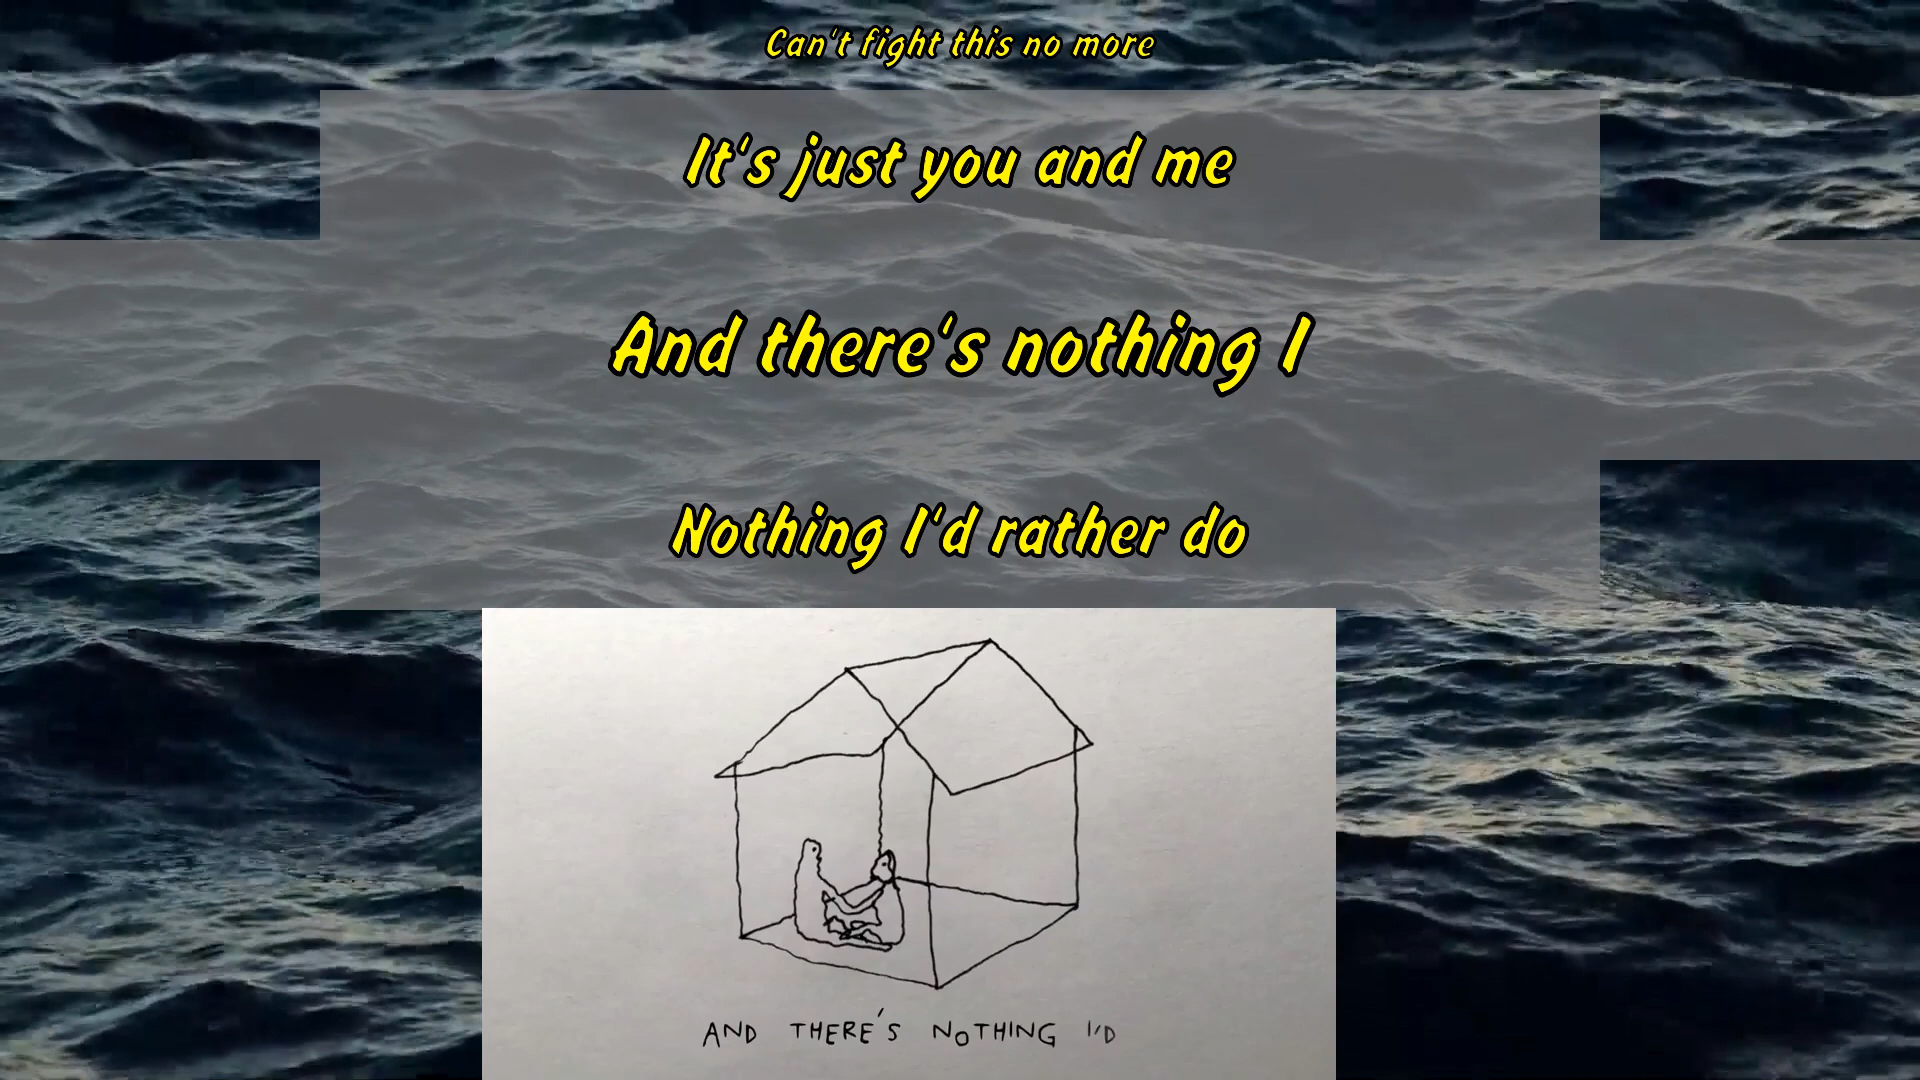 Can't fight this no more
It's just you and me
And there's nothing I
Nothing I'd rather do
AND THERE'S NOTHING I'D